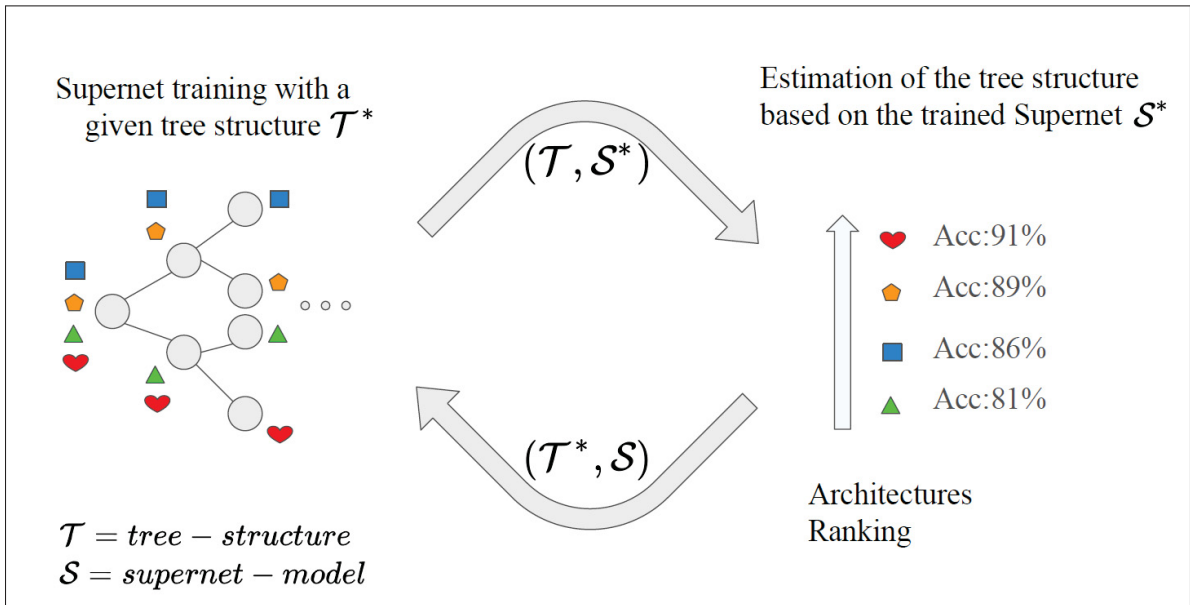 Supernet training with a
given tree structure 𝒯*
Estimation of the tree structure
based on the trained Supernet 𝒮*
(𝒯, 𝒮*)
Acc:91%
Acc:89%
Acc:86%
Acc:81%
(𝒯*, 𝒮)
Architectures
Ranking
𝒯 = tree − structure
𝒮 = supernet − model